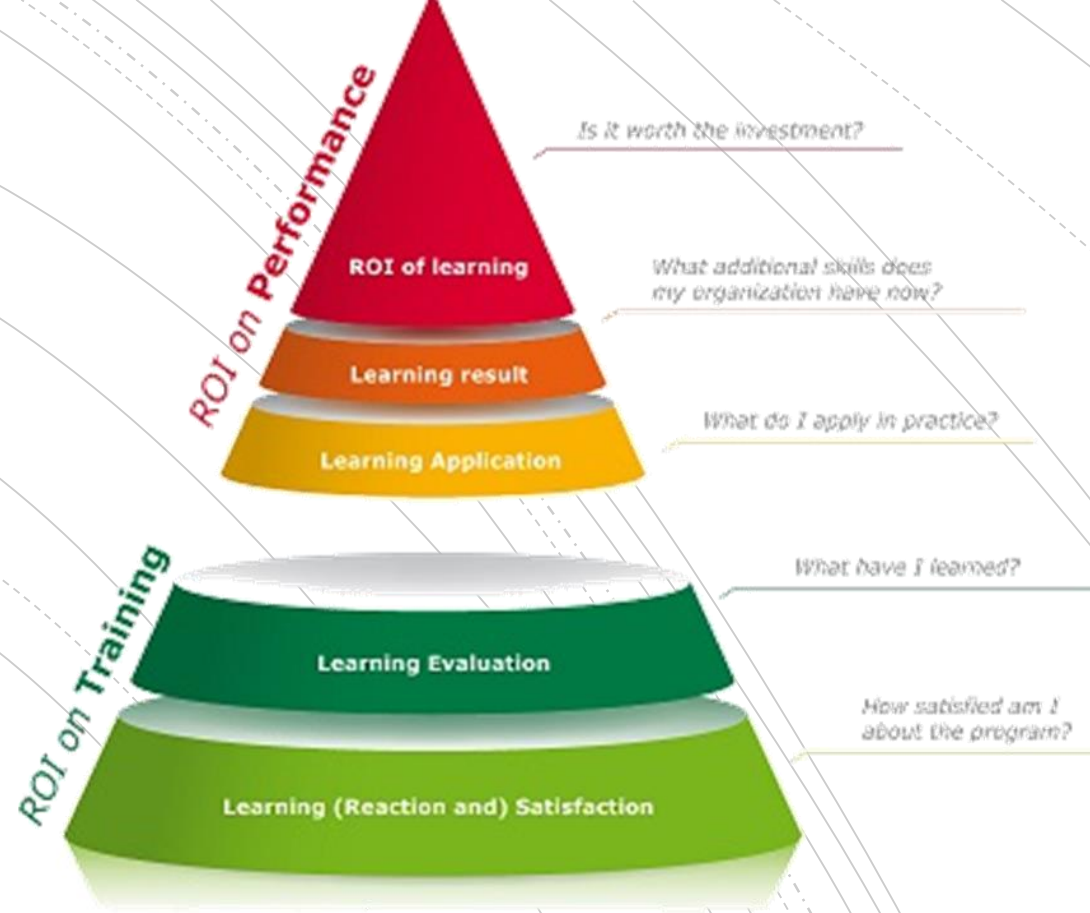 ROI on Performance
Is it worth the investment?
ROI of learning
What additional skills does
my organization have now?
Learning result
What do I apply in practice?
Learning Application
ROI on Training
What have I learned?
Learning Evaluation
How satisfied am I
about the program?
Learning (Reaction and) Satisfaction